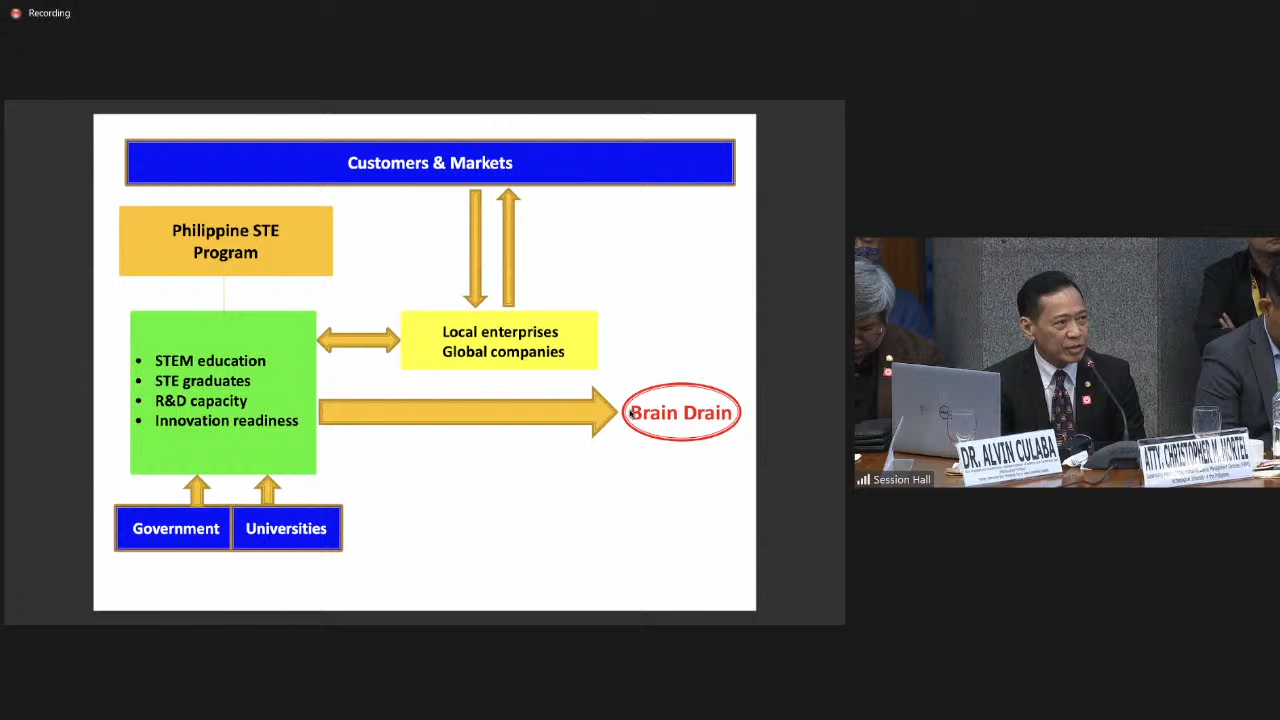 Recording
Customers & Markets
Philippine STE
Program
• STEM education
• STE graduates
• R&D capacity
• Innovation readiness
Local enterprises
Global companies
Brain Drain
Government
Universities
DR. ALVIN CULABA
ATTY. CHRISTOPHER M. MORTEL
Session Hall